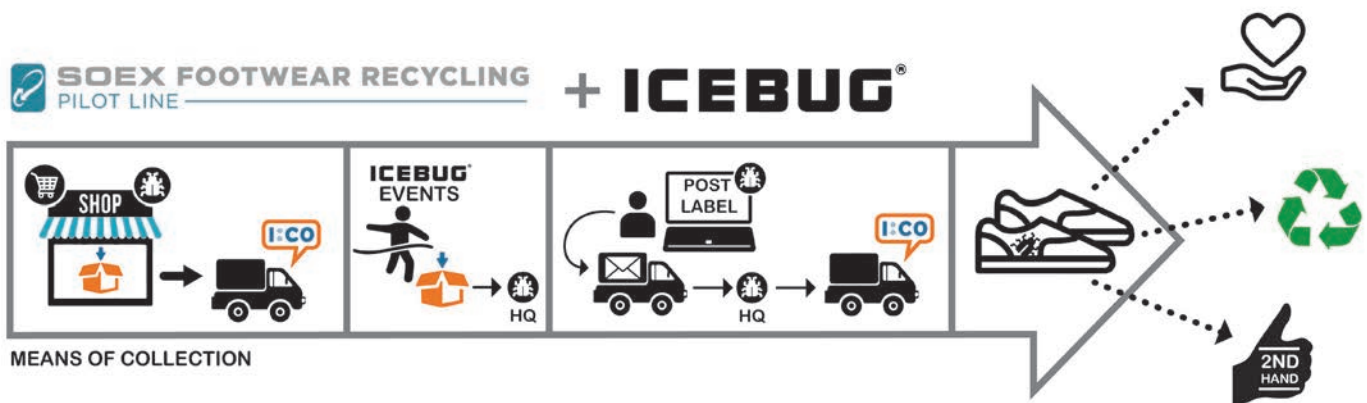 SOEX FOOTWEAR RECYCLING
PILOT LINE
+ ICEBUG®
SHOP
I:CO
ICEBUG®
EVENTS
HQ
POST
LABEL
HQ
I:CO
MEANS OF COLLECTION
2ND
HAND